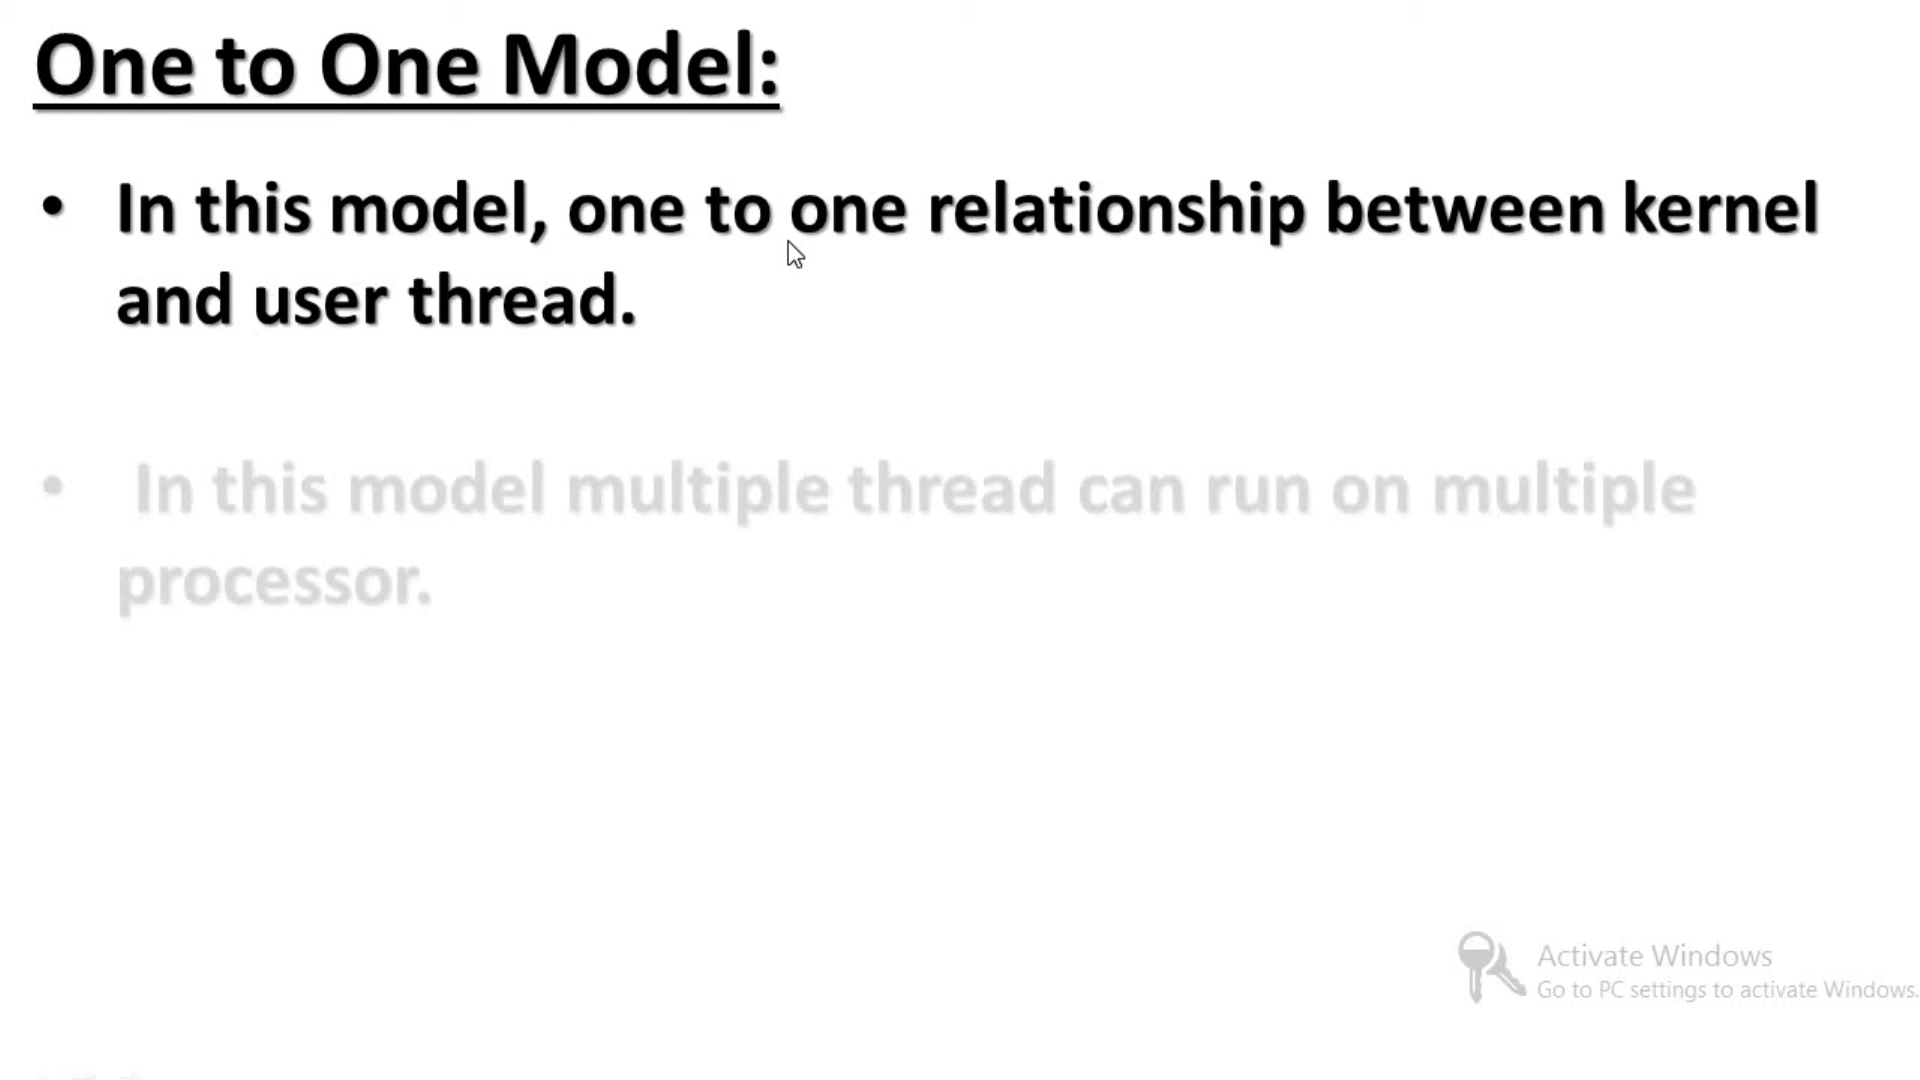 One to One Model:
• In this model, one to one relationship between kernel
and user thread.
• In this model multiple thread can run on multiple
processor.
Activate Windows
Go to PC settings to activate Windows.